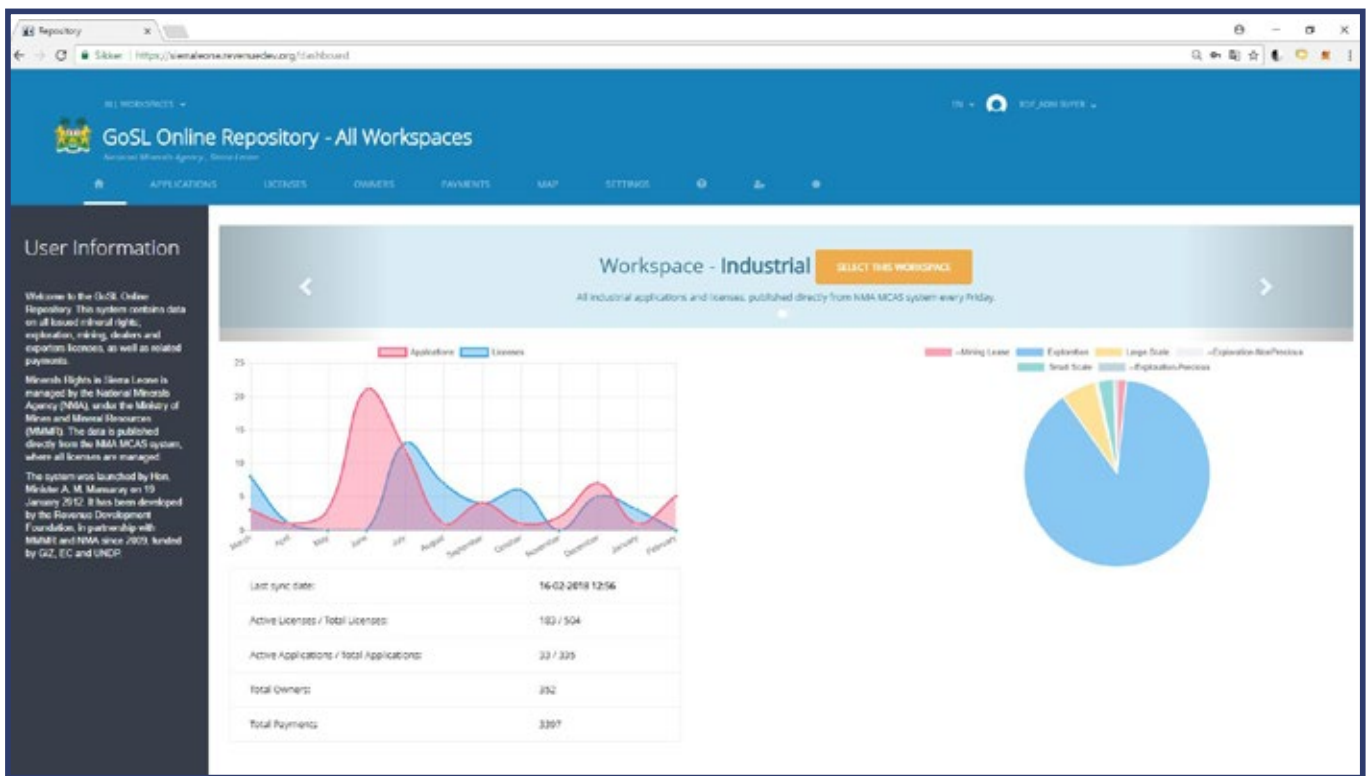 Repository
Sikker
https://sierraleone.revenuedev.org/dashboard
ALL WORKSPACES
EN
GoSL Online Repository - All Workspaces
National Minerals Agency, Sierra Leone
APPLICATIONS LICENSES OWNERS PAYMENTS MAP SETTINGS
User Information
Welcome to the GoSL Online
Repository. This system contains data
on all issued mineral rights;
exploration, mining, dealers and
exporters licenses, as well as related
payments.
Minerals Rights in Sierra Leone is
managed by the National Minerals
Agency (NMA), under the Ministry of
Mines and Mineral Resources
(MMMR). The data is published
directly from the NMA MCAS system,
where all licenses are managed
The system was launched by Hon.
Minister A. M. Mansaray on 19
January 2012. It has been developed
by the Revenue Development
Foundation, in partnership with
MMMR and NMA since 2009, funded
by GIZ, EC and UNDP.
Workspace - Industrial
SELECT THIS WORKSPACE
All industrial applications and licenses, published directly from NMA MCAS system every Friday.
Applications Licenses
25
20
15
10
5
0
March April May June July August September October November December January February
--Mining Lease Exploration Large Scale --Exploration-NonPrecious
Small Scale --Exploration-Precious
Last sync date: 16-02-2018 12:56
Active Licenses / Total Licenses: 183 / 504
Active Applications / Total Applications: 33 / 335
Total Owners: 352
Total Payments 3397